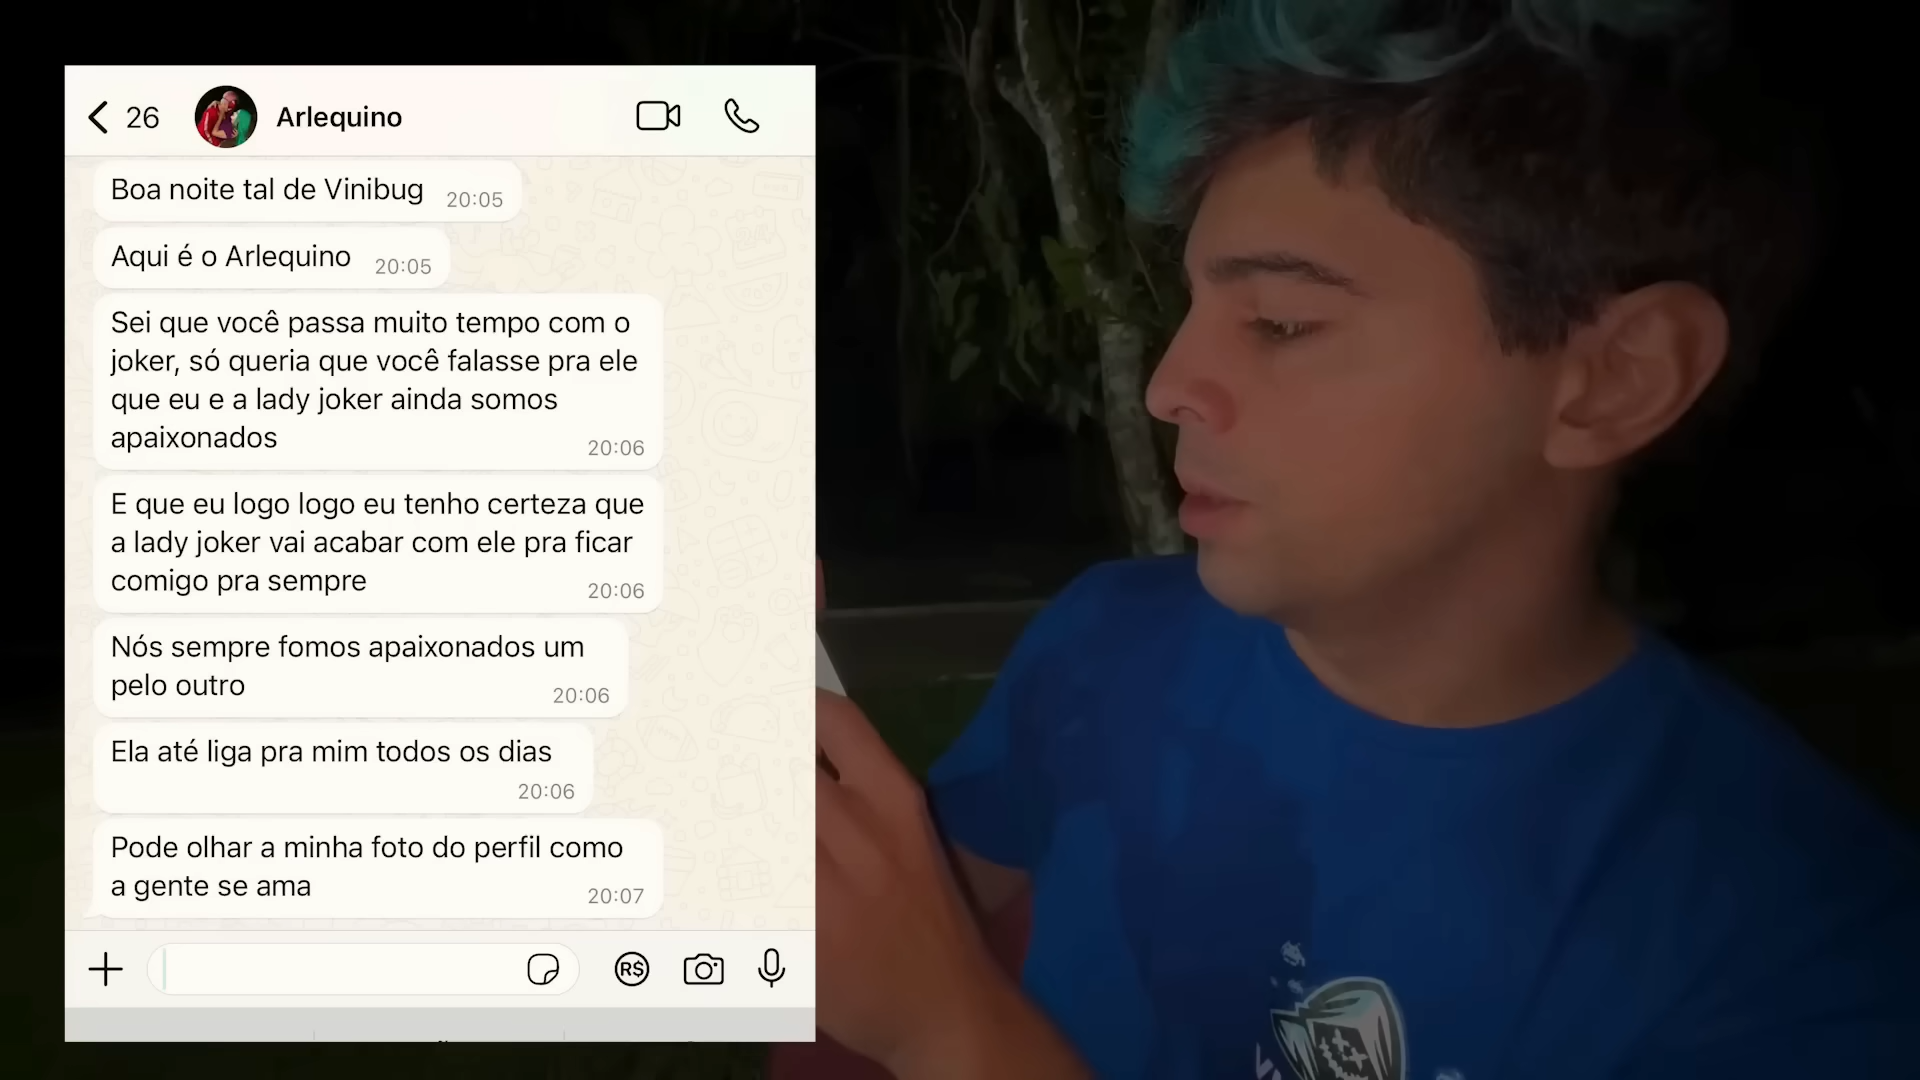 26
Arlequino
Boa noite tal de Vinibug 20:05
Aqui é o Arlequino 20:05
Sei que você passa muito tempo com o
joker, só queria que você falasse pra ele
que eu e a lady joker ainda somos
apaixonados 20:06
E que eu logo logo eu tenho certeza que
a lady joker vai acabar com ele pra ficar
comigo pra sempre 20:06
Nós sempre fomos apaixonados um
pelo outro 20:06
Ela até liga pra mim todos os dias
20:06
Pode olhar a minha foto do perfil como
a gente se ama 20:07
R$